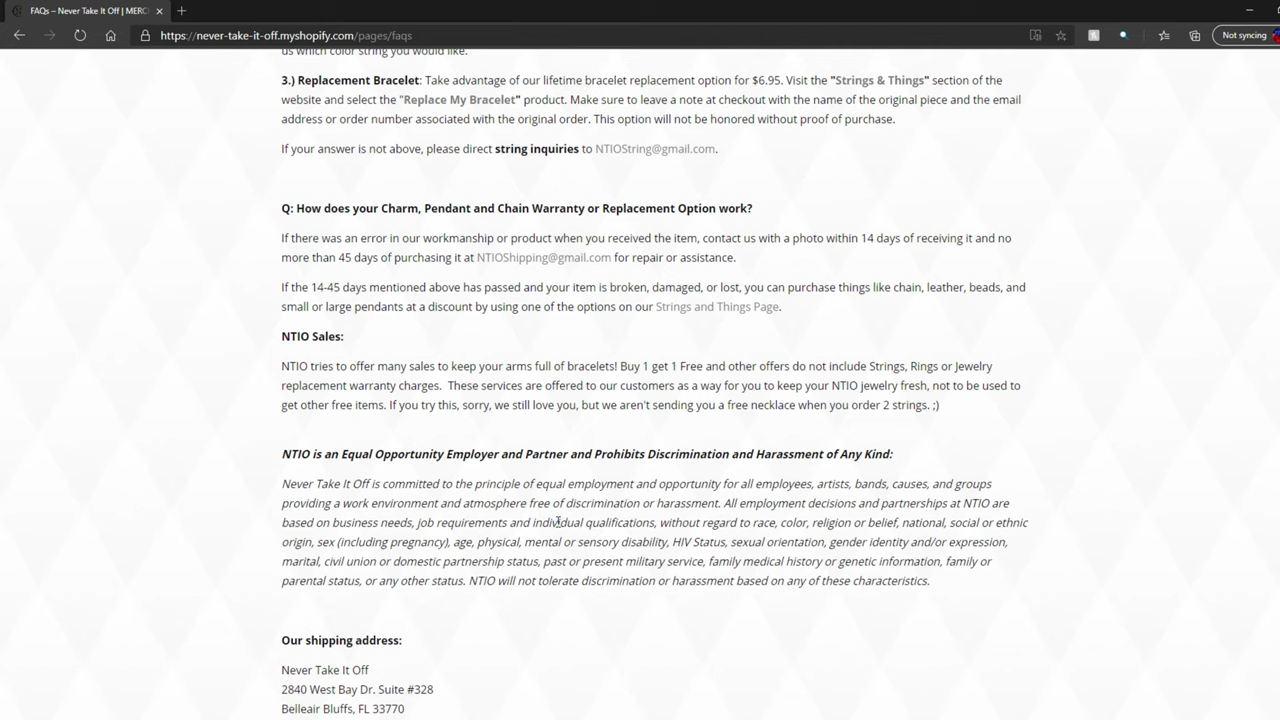 FAQs – Never Take It Off | MERCH
https://never-take-it-off.myshopify.com/pages/faqs
Not syncing
us which color string you would like.
3.) Replacement Bracelet: Take advantage of our lifetime bracelet replacement option for $6.95. Visit the "Strings & Things" section of the
website and select the "Replace My Bracelet" product. Make sure to leave a note at checkout with the name of the original piece and the email
address or order number associated with the original order. This option will not be honored without proof of purchase.
If your answer is not above, please direct string inquiries to NTIOString@gmail.com.
Q: How does your Charm, Pendant and Chain Warranty or Replacement Option work?
If there was an error in our workmanship or product when you received the item, contact us with a photo within 14 days of receiving it and no
more than 45 days of purchasing it at NTIOShipping@gmail.com for repair or assistance.
If the 14-45 days mentioned above has passed and your item is broken, damaged, or lost, you can purchase things like chain, leather, beads, and
small or large pendants at a discount by using one of the options on our Strings and Things Page.
NTIO Sales:
NTIO tries to offer many sales to keep your arms full of bracelets! Buy 1 get 1 Free and other offers do not include Strings, Rings or Jewelry
replacement warranty charges. These services are offered to our customers as a way for you to keep your NTIO jewelry fresh, not to be used to
get other free items. If you try this, sorry, we still love you, but we aren't sending you a free necklace when you order 2 strings. ;)
NTIO is an Equal Opportunity Employer and Partner and Prohibits Discrimination and Harassment of Any Kind:
Never Take It Off is committed to the principle of equal employment and opportunity for all employees, artists, bands, causes, and groups
providing a work environment and atmosphere free of discrimination or harassment. All employment decisions and partnerships at NTIO are
based on business needs, job requirements and individual qualifications, without regard to race, color, religion or belief, national, social or ethnic
origin, sex (including pregnancy), age, physical, mental or sensory disability, HIV Status, sexual orientation, gender identity and/or expression,
marital, civil union or domestic partnership status, past or present military service, family medical history or genetic information, family or
parental status, or any other status. NTIO will not tolerate discrimination or harassment based on any of these characteristics.
Our shipping address:
Never Take It Off
2840 West Bay Dr. Suite #328
Belleair Bluffs, FL 33770